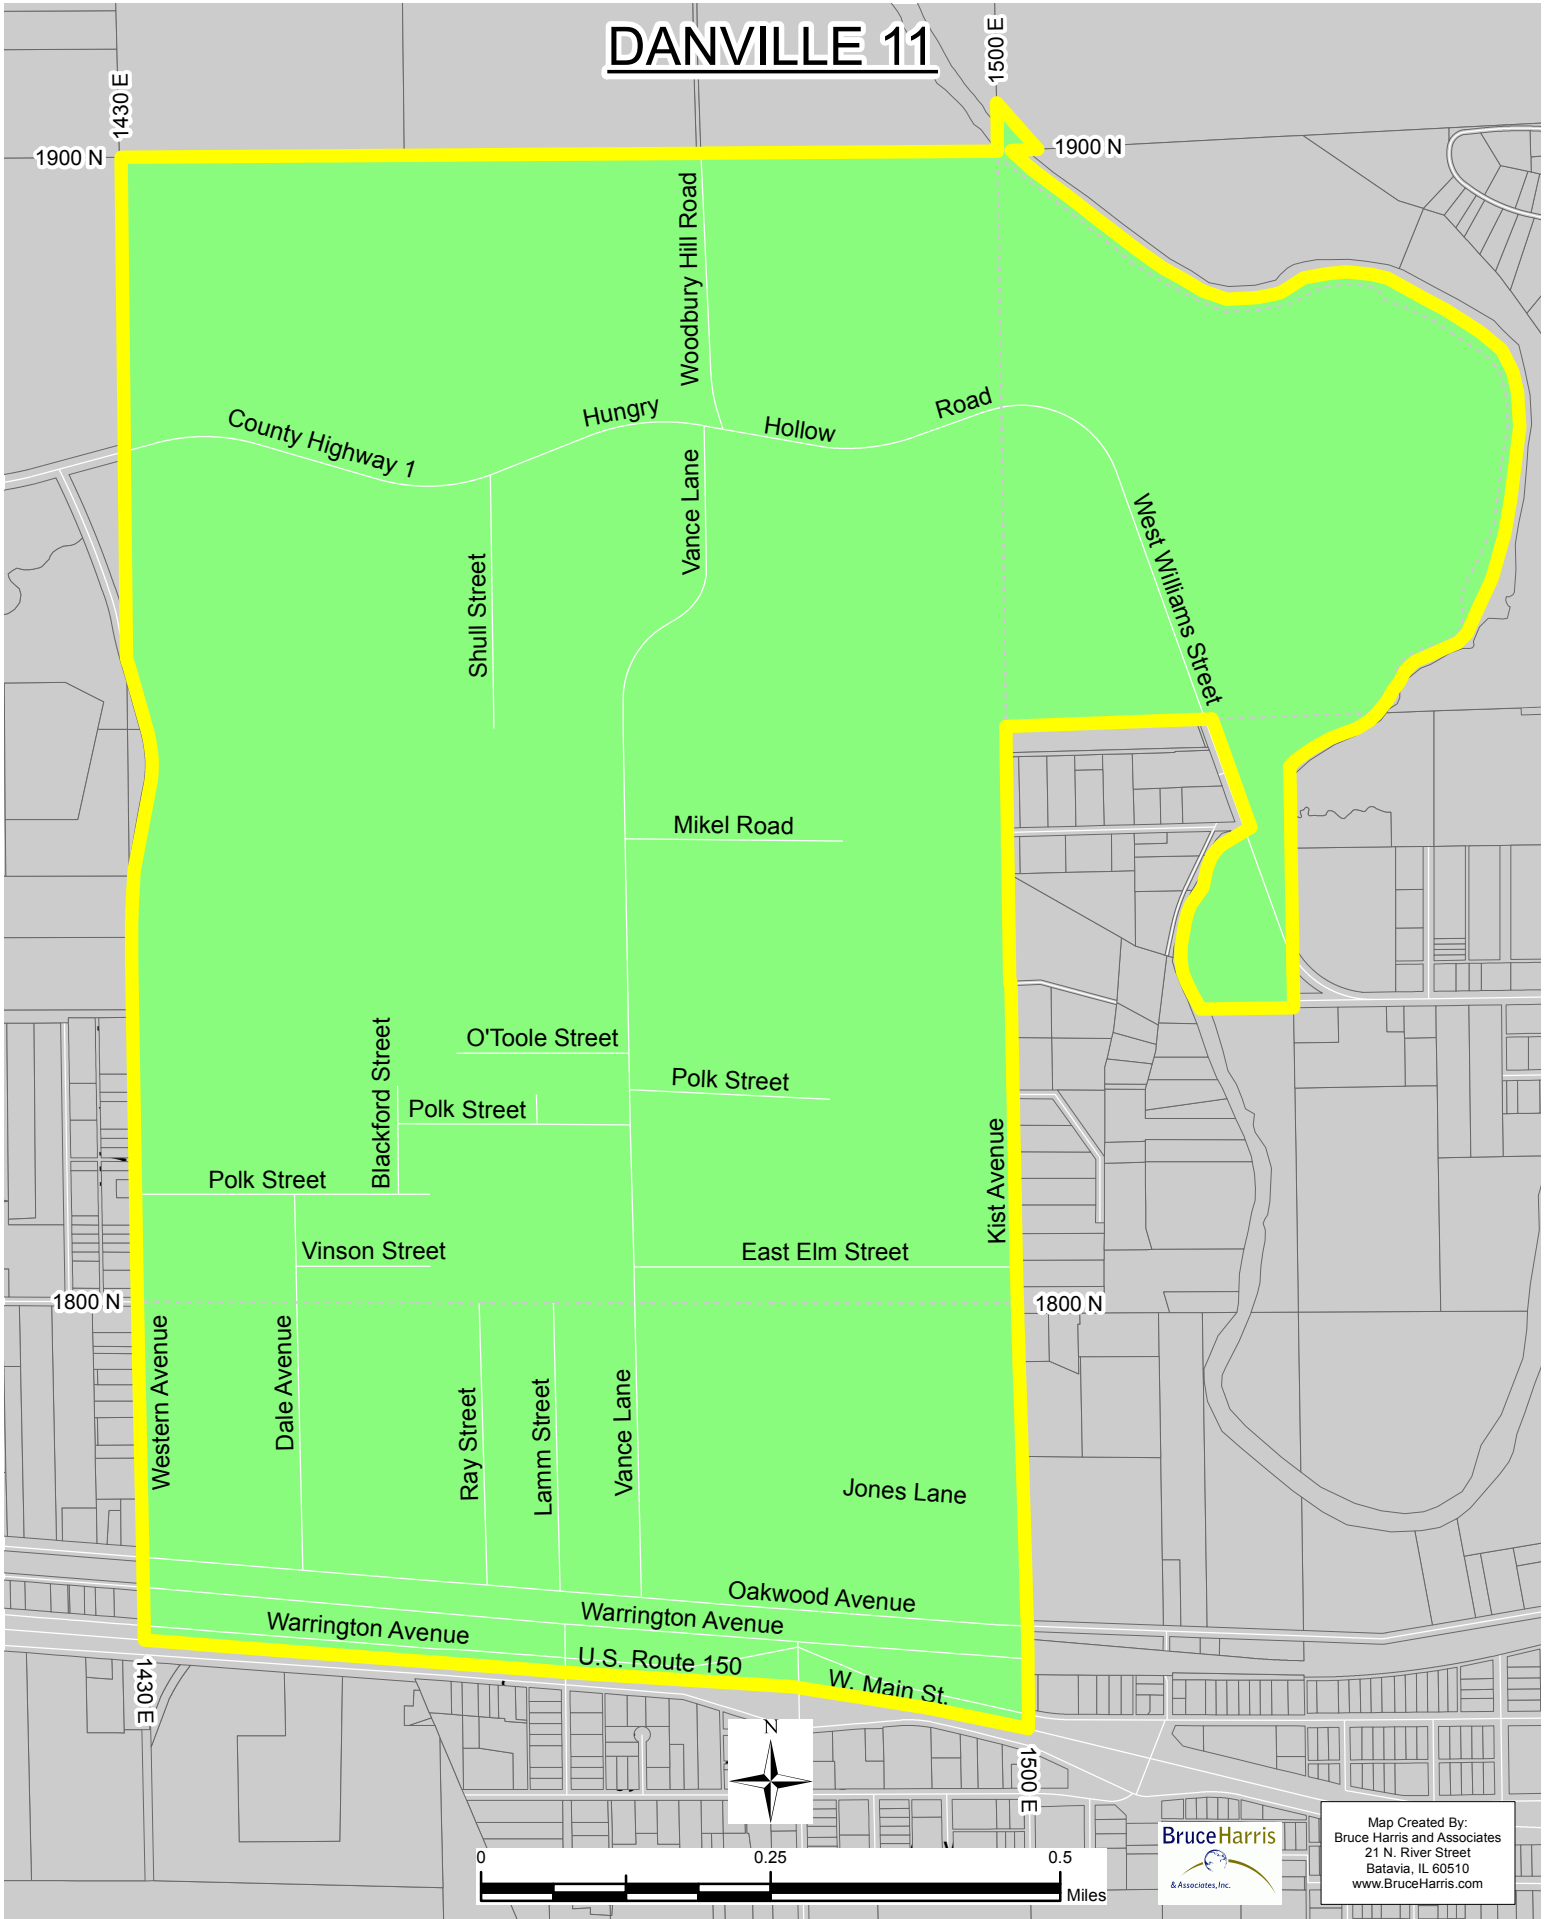 DANVILLE 11
1430 E
1500 E
1900 N
1900 N
Woodbury Hill Road
County Highway 1
Hungry
Hollow
Road
Vance Lane
Shull Street
West Williams Street
Mikel Road
O'Toole Street
Blackford Street
Polk Street
Polk Street
Polk Street
Kist Avenue
Vinson Street
East Elm Street
1800 N
1800 N
Western Avenue
Dale Avenue
Ray Street
Lamm Street
Vance Lane
Jones Lane
Oakwood Avenue
Warrington Avenue
Warrington Avenue
U.S. Route 150
W. Main St.
1430 E
1500 E
N
0 0.25 0.5
Miles
BruceHarris
& Associates, Inc.
Map Created By:
Bruce Harris and Associates
21 N. River Street
Batavia, IL 60510
www.BruceHarris.com